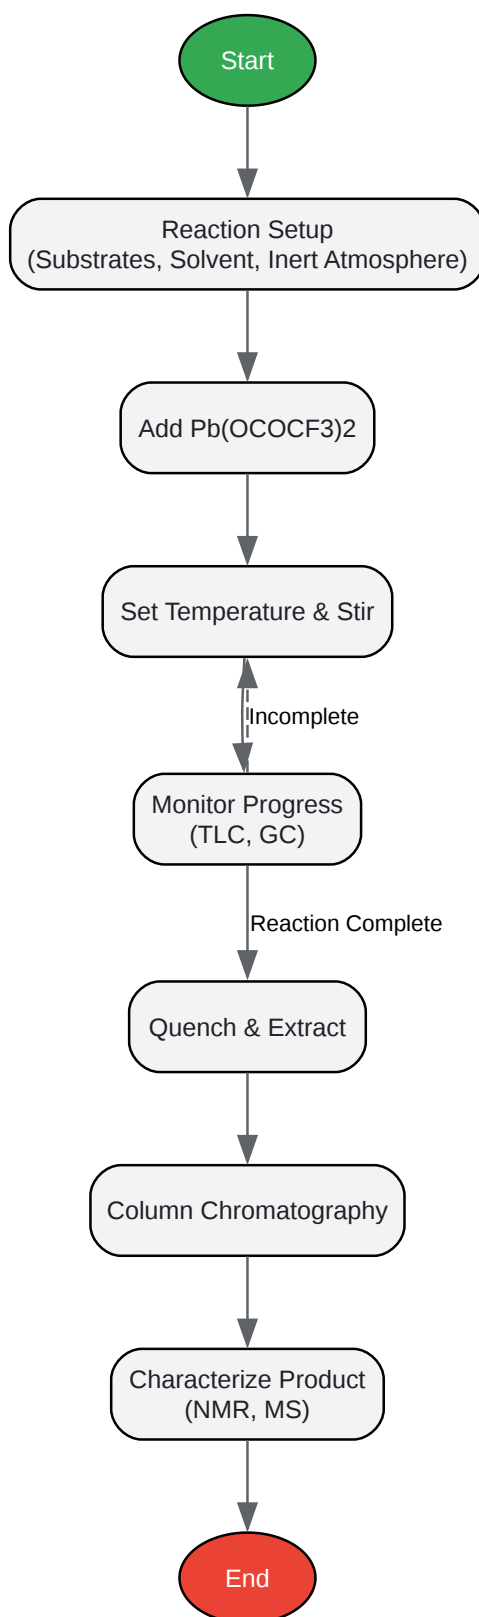 Start
Reaction Setup
(Substrates, Solvent, Inert Atmosphere)
Add Pb(OCOCF3)2
Set Temperature & Stir
Incomplete
Monitor Progress
(TLC, GC)
Reaction Complete
Quench & Extract
Column Chromatography
Characterize Product
(NMR, MS)
End